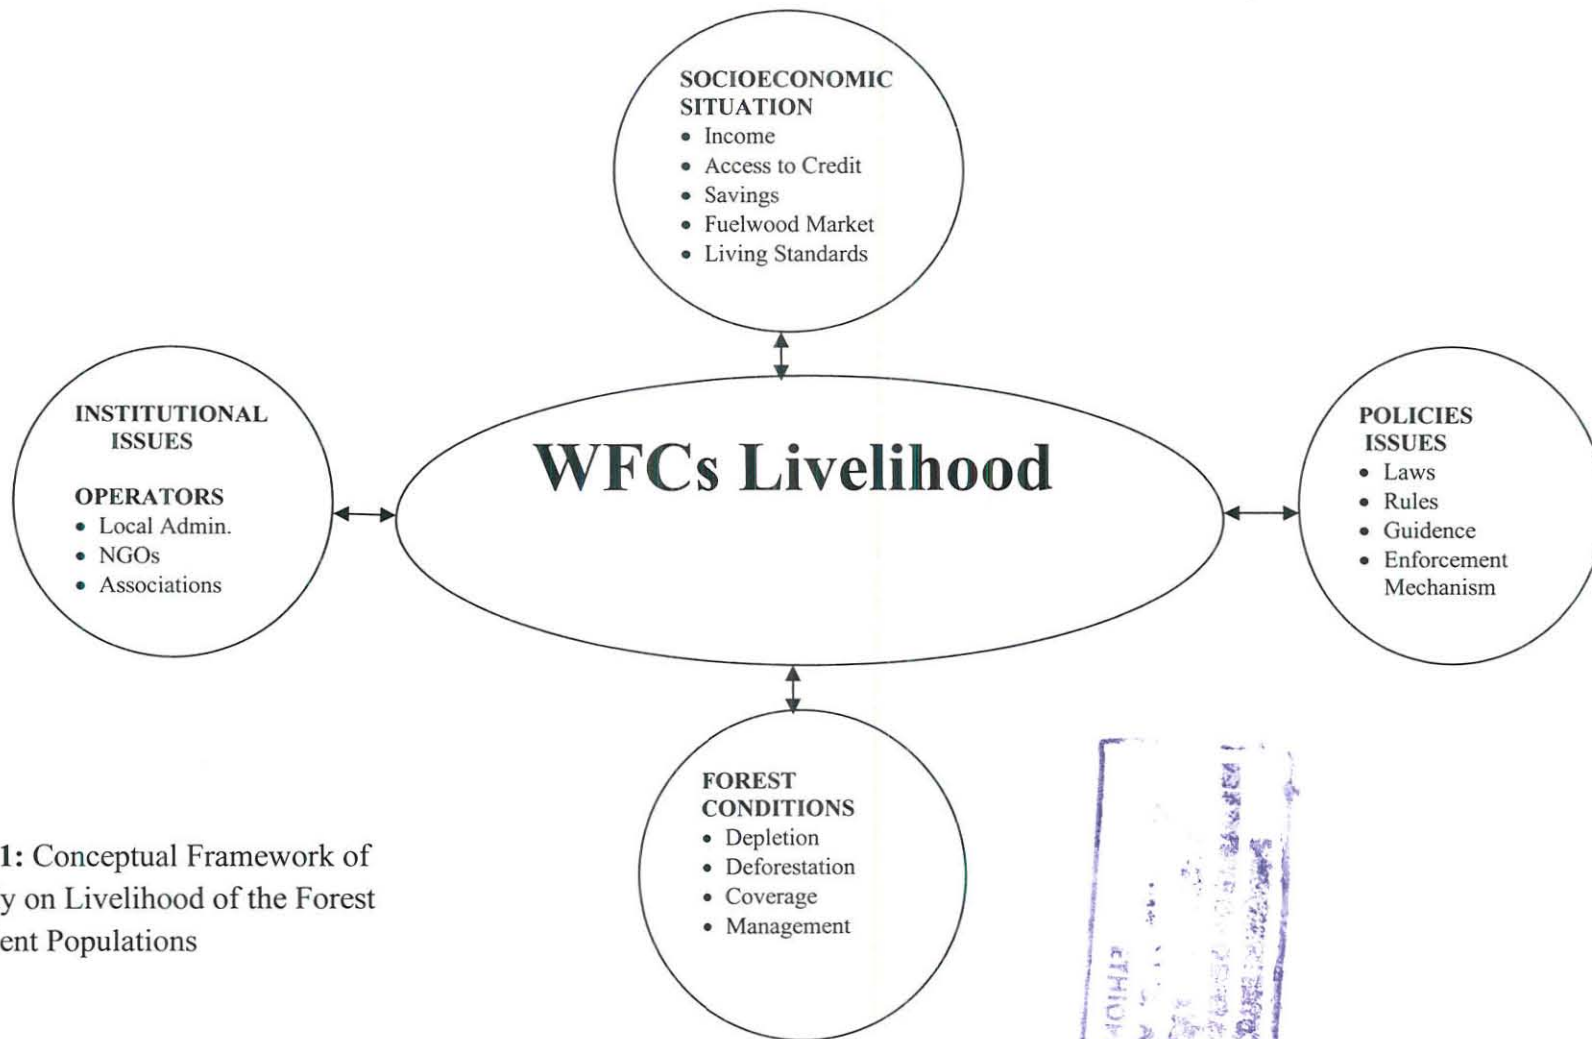 SOCIOECONOMIC
SITUATION
• Income
• Access to Credit
• Savings
• Fuelwood Market
• Living Standards
INSTITUTIONAL
ISSUES
OPERATORS
• Local Admin.
• NGOs
• Associations
WFCs Livelihood
POLICIES
ISSUES
• Laws
• Rules
• Guidence
• Enforcement
Mechanism
FOREST
CONDITIONS
• Depletion
• Deforestation
• Coverage
• Management
1: Conceptual Framework of
y on Livelihood of the Forest
ent Populations